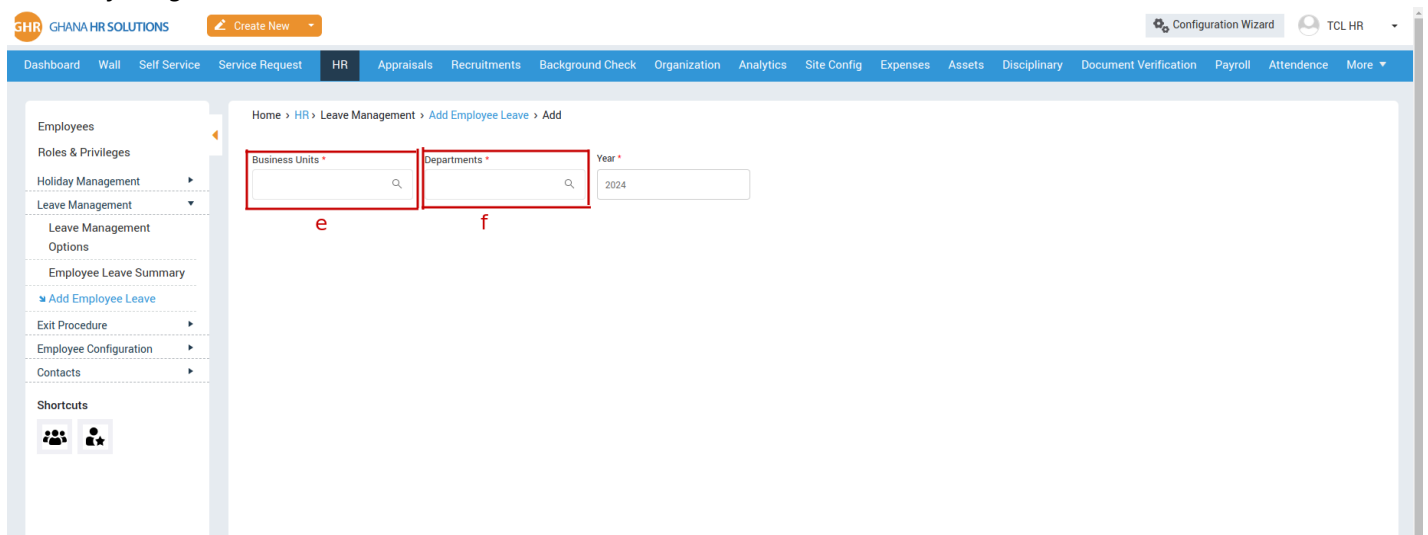 GHR GHANA HR SOLUTIONS Create New Configuration Wizard TCL HR
Dashboard Wall Self Service Service Request HR Appraisals Recruitments Background Check Organization Analytics Site Config Expenses Assets Disciplinary Document Verification Payroll Attendence More
Home › HR › Leave Management › Add Employee Leave › Add
Employees
Roles & Privileges
Holiday Management
Leave Management
Leave Management
Options
Employee Leave Summary
Add Employee Leave
Exit Procedure
Employee Configuration
Contacts
Shortcuts
Business Units * Departments * Year *
2024
e f